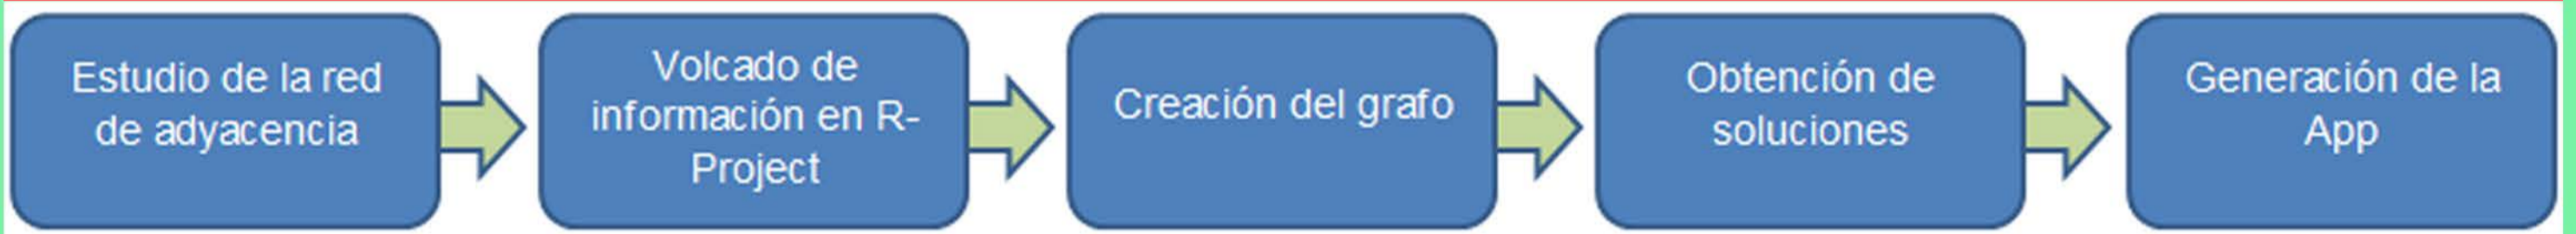 Estudio de la red
de adyacencia
Volcado de
información en R-
Project
Creación del grafo
Obtención de
soluciones
Generación de la
App